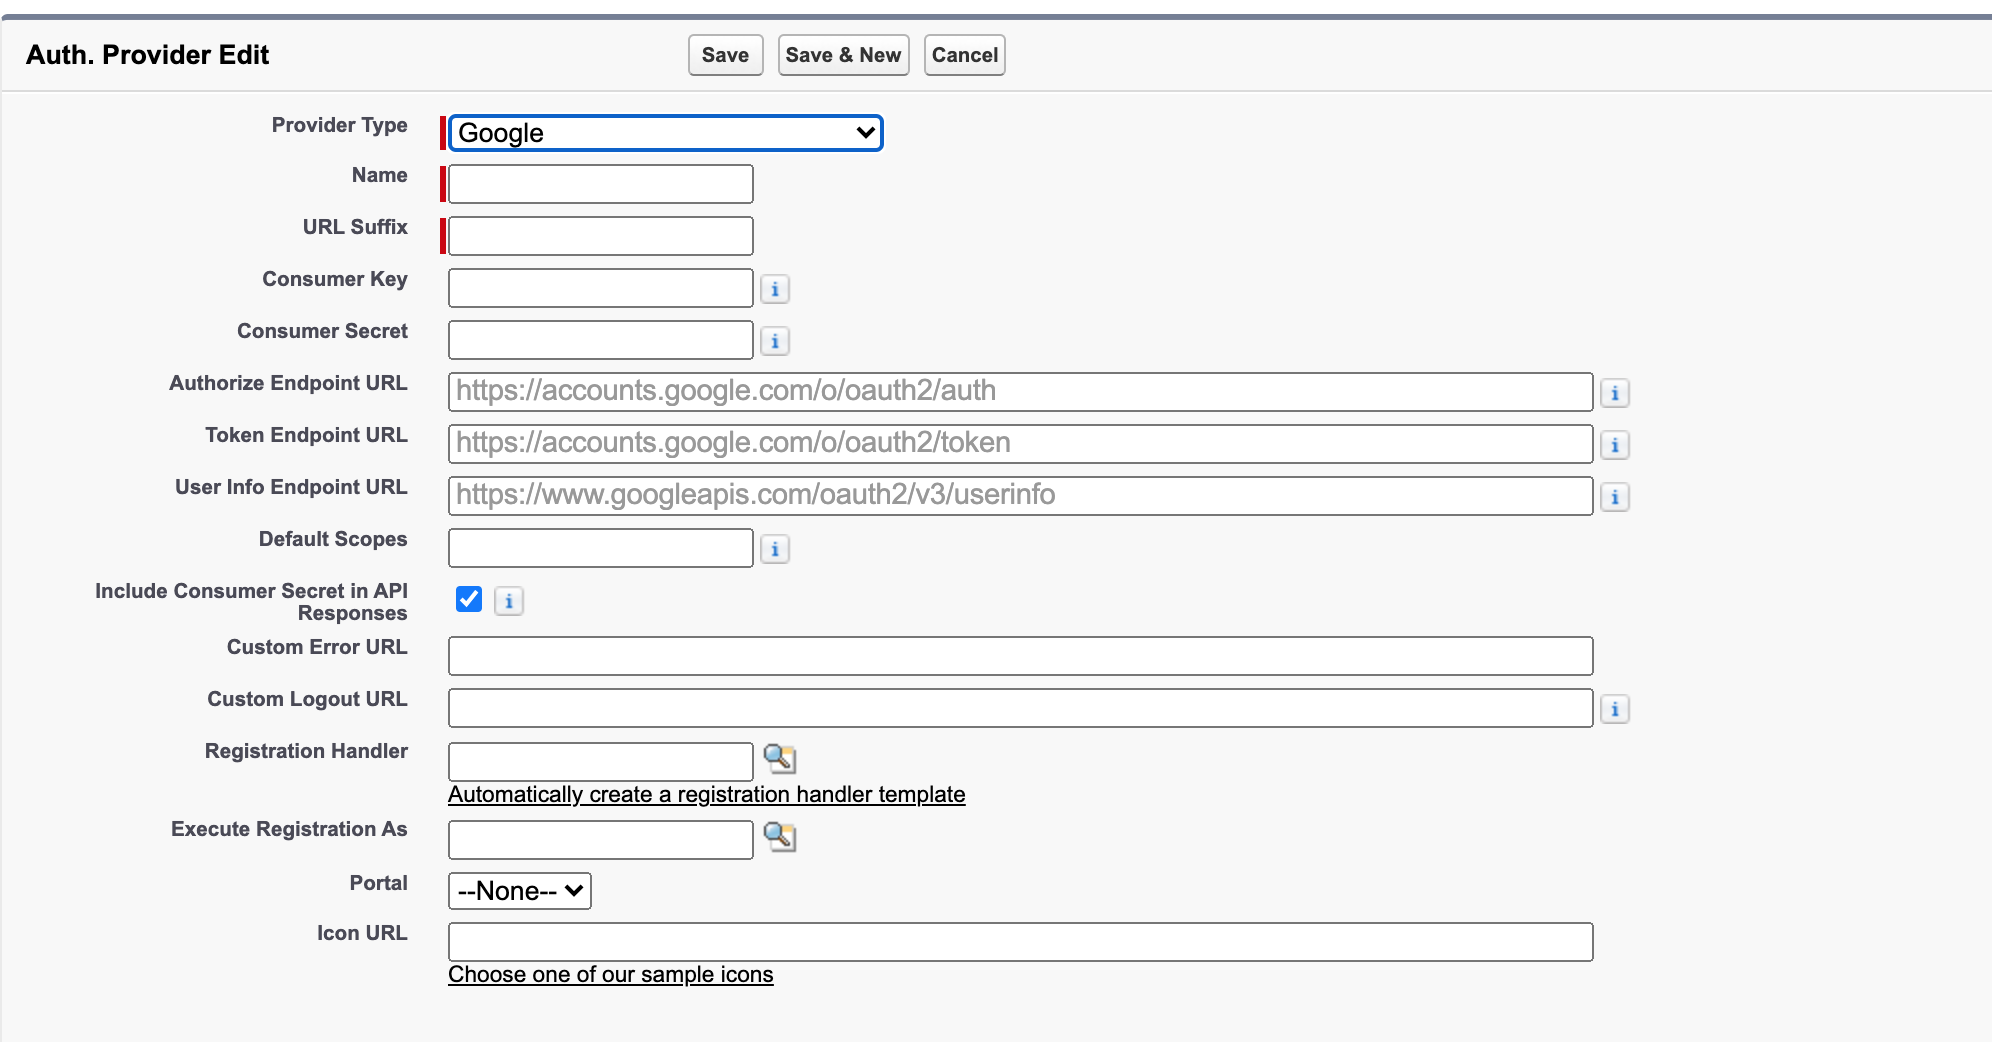 Auth. Provider Edit
Save
Save & New
Cancel
Provider Type
Google
Name
URL Suffix
Consumer Key
i
Consumer Secret
i
Authorize Endpoint URL
https://accounts.google.com/o/oauth2/auth
i
Token Endpoint URL
https://accounts.google.com/o/oauth2/token
i
User Info Endpoint URL
https://www.googleapis.com/oauth2/v3/userinfo
i
Default Scopes
i
Include Consumer Secret in API
Responses
i
Custom Error URL
Custom Logout URL
i
Registration Handler
Automatically create a registration handler template
Execute Registration As
Portal
--None--
Icon URL
Choose one of our sample icons